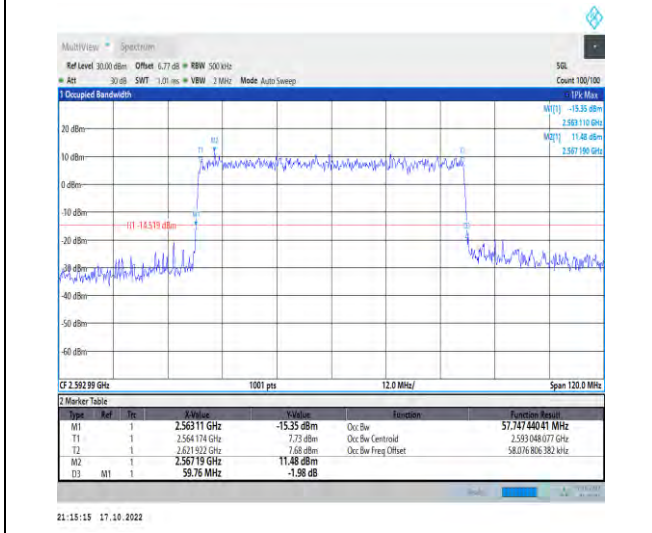 MultiView Spectrum
Ref Level 30.00 dBm Offset 6.77 dB RBW 500 kHz SGL
Att 30 dB SWT 1.01 ms VBW 2 MHz Mode Auto Sweep Count 100/100
1 Occupied Bandwidth 1Pk Max
M1[1] -15.35 dBm
2.563 110 GHz
20 dBm
M2[1] 11.48 dBm
2.567 190 GHz
M2
T1
10 dBm
0 dBm
-10 dBm
M1
H1 -14.519 dBm
-20 dBm
-30 dBm
-40 dBm
-50 dBm
-60 dBm
CF 2.592 99 GHz 1001 pts 12.0 MHz/ Span 120.0 MHz
2 Marker Table
Type Ref Trc X-Value Y-Value Function Function Result
M1 1 2.563 11 GHz -15.35 dBm Occ Bw 57.747 440 41 MHz
T1 1 2.564 174 GHz 7.73 dBm Occ Bw Centroid 2.593 048 077 GHz
T2 1 2.621 922 GHz 7.68 dBm Occ Bw Freq Offset 58.076 806 382 kHz
M2 1 2.567 19 GHz 11.48 dBm
D3 M1 1 59.76 MHz -1.98 dB
21:15:15 17.10.2022